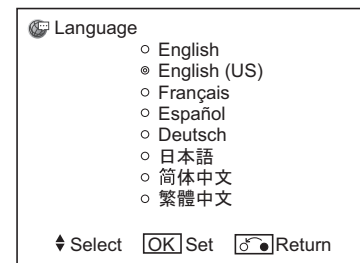 Language
English
English (US)
Français
Español
Deutsch
日本語
简体中文
繁體中文
Select OK Set Return